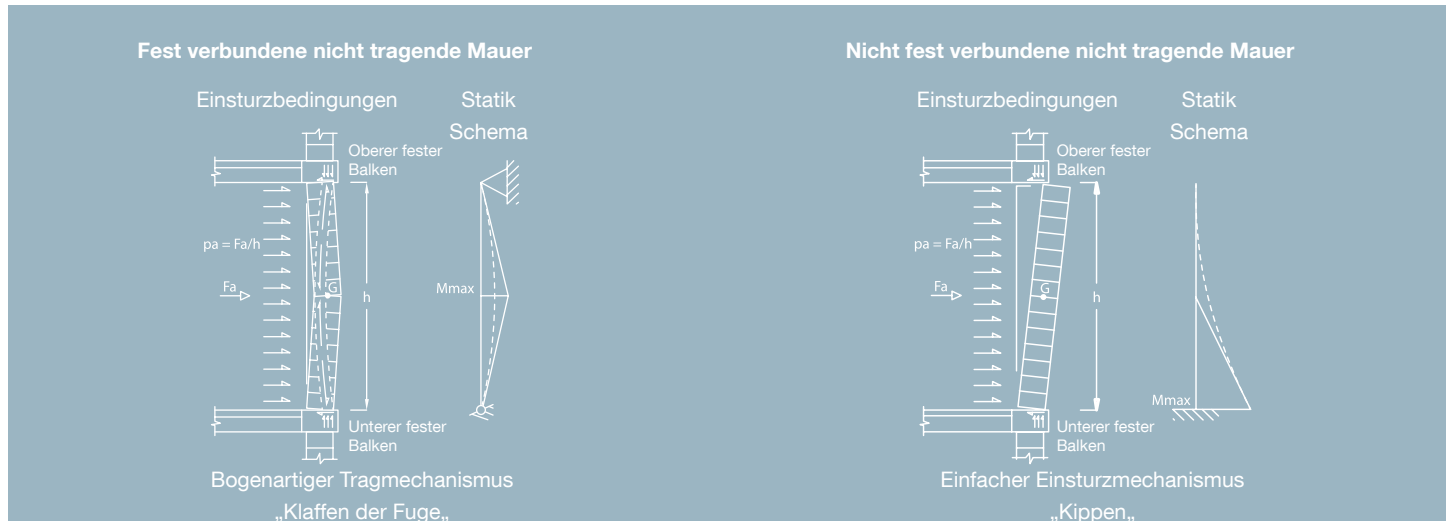 Fest verbundene nicht tragende Mauer
Einsturzbedingungen
Statik
Schema
Oberer fester
Balken
pa = Fa/h
Fa
G
h
Mmax
Unterer fester
Balken
Bogenartiger Tragmechanismus
„Klaffen der Fuge„
Nicht fest verbundene nicht tragende Mauer
Einsturzbedingungen
Statik
Schema
Oberer fester
Balken
pa = Fa/h
Fa
G
h
Mmax
Unterer fester
Balken
Einfacher Einsturzmechanismus
„Kippen„